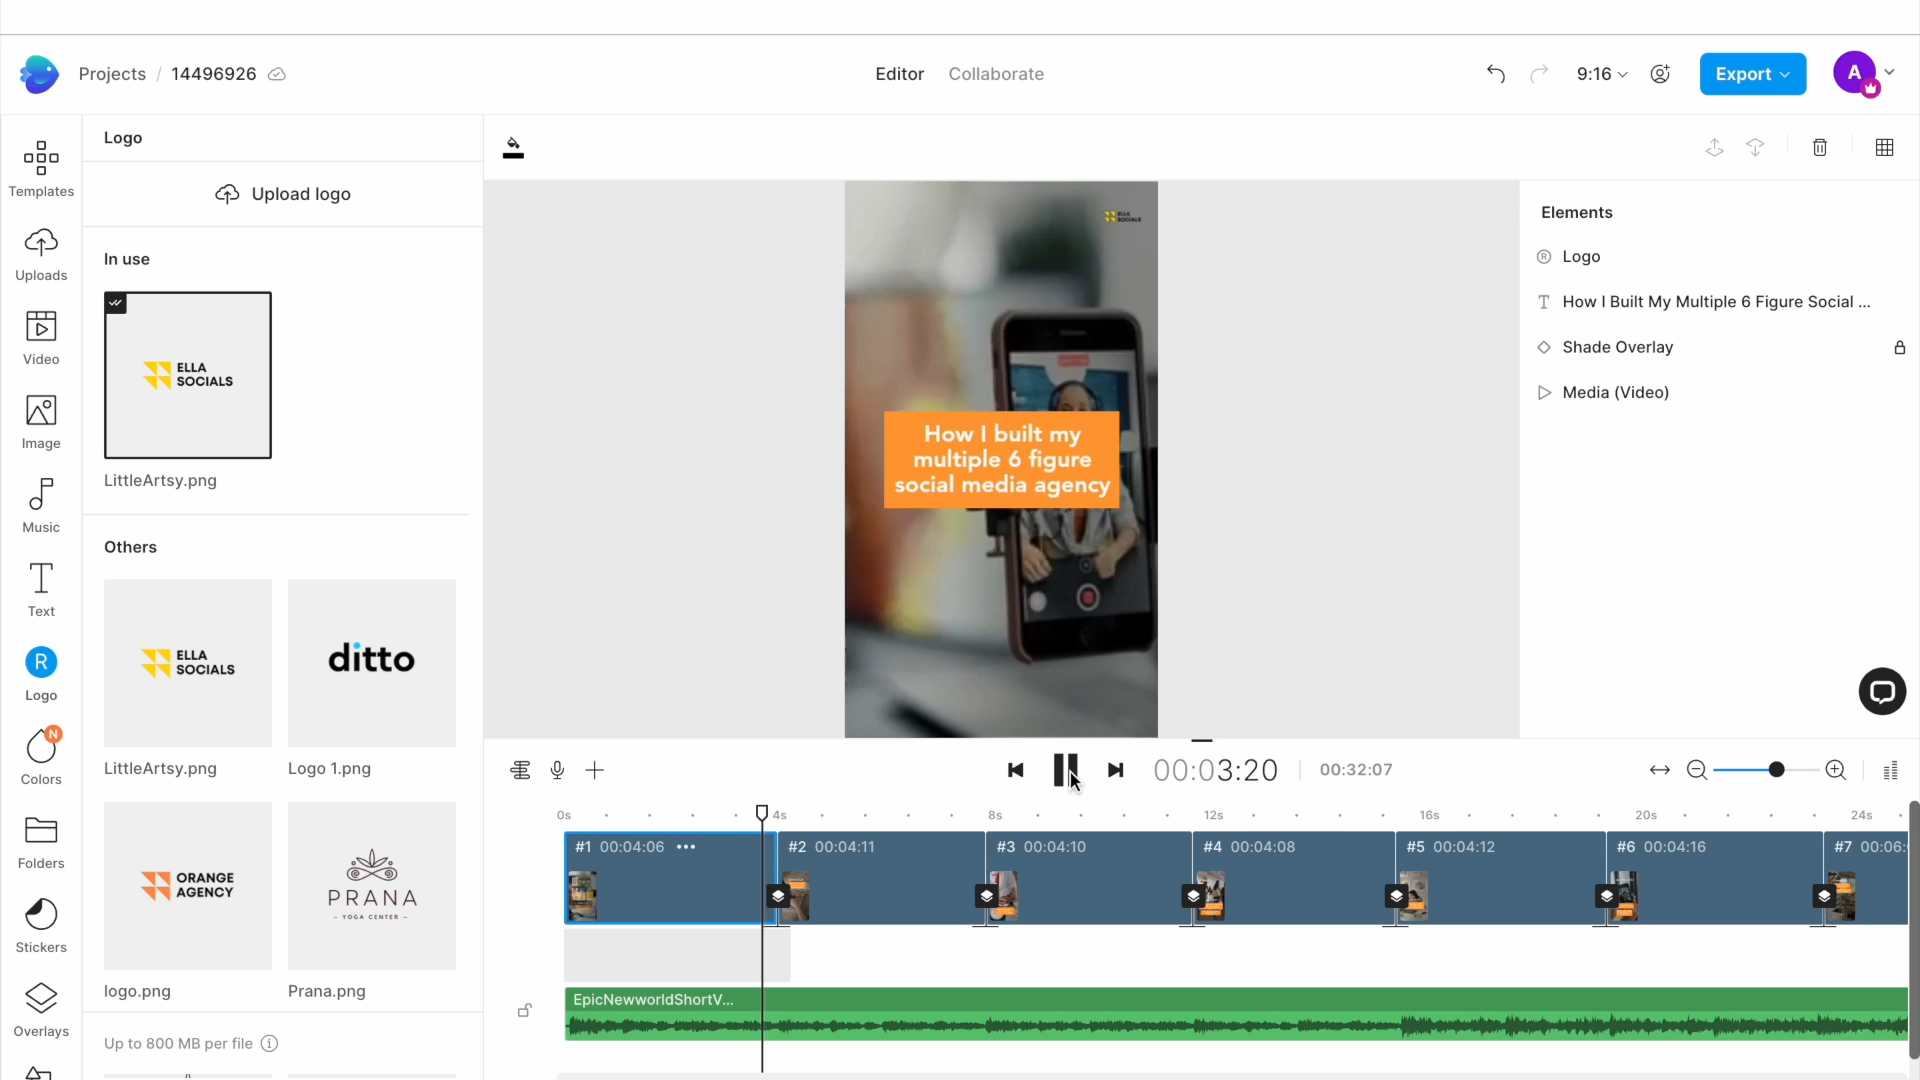 Projects / 14496926
Editor
Collaborate
9:16
Export
A
Templates
Uploads
Video
Image
Music
Text
R
Logo
N
Colors
Folders
Stickers
Overlays
Logo
Upload logo
In use
ELLA
SOCIALS
LittleArtsy.png
Others
ELLA
SOCIALS
LittleArtsy.png
ditto
Logo 1.png
ORANGE
AGENCY
logo.png
PRANA
- YOGA CENTER -
Prana.png
Up to 800 MB per file
ELLA
SOCIALS
How I built my
multiple 6 figure
social media agency
Elements
R Logo
T How I Built My Multiple 6 Figure Social ...
Shade Overlay
Media (Video)
00:03:20
00:32:07
0s 4s 8s 12s 16s 20s 24s
#1 00:04:06
#2 00:04:11
#3 00:04:10
#4 00:04:08
#5 00:04:12
#6 00:04:16
#7 00:06:
EpicNewworldShortV...